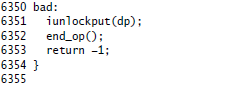 6350 bad:
6351   iunlockput(dp);
6352   end_op();
6353   return -1;
6354 }
6355